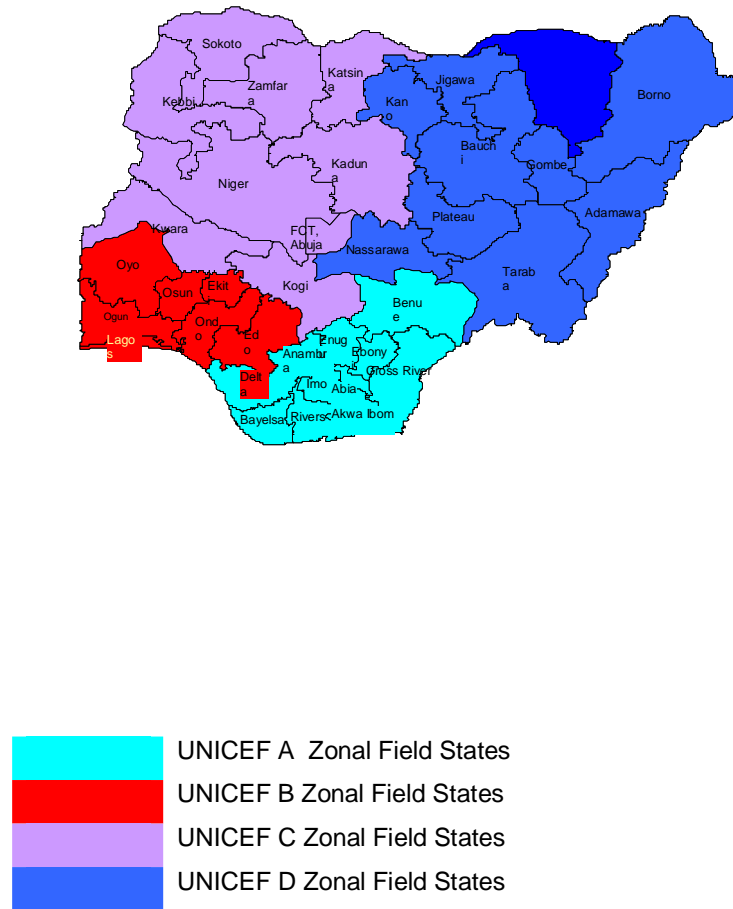 Sokoto
Katsin
a
Zamfar
a
Kebbi
Jigawa
Kan
o
Borno
Bauch
i
Gombe
Kadun
a
Niger
Adamawa
Plateau
Kwara
FCT,
Abuja
Nassarawa
Tarab
a
Oyo
Osun
Ekit
i
Kogi
Benu
e
Ogun
Ond
o
Ed
o
Lago
s
Enug
u
Anambr
a
Ebony
Cross River
Delt
a
Imo
Abia
Bayelsa
Rivers
Akwa Ibom
UNICEF A Zonal Field States
UNICEF B Zonal Field States
UNICEF C Zonal Field States
UNICEF D Zonal Field States